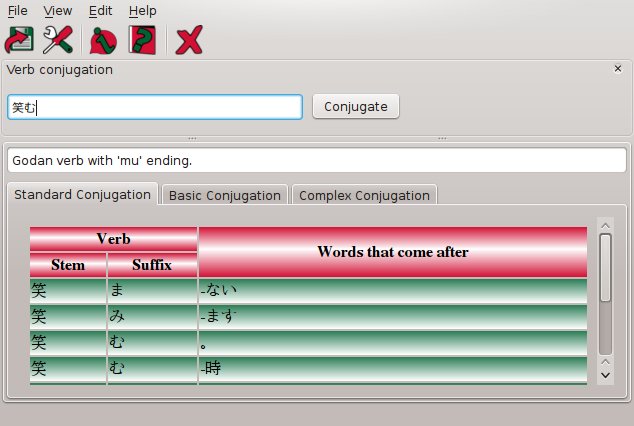 File View Edit Help
Verb conjugation
笑む Conjugate
Godan verb with 'mu' ending.
Standard Conjugation Basic Conjugation Complex Conjugation
Verb
Words that come after
Stem Suffix
笑 ま -ない
笑 み -ます
笑 む 。
笑 む -時